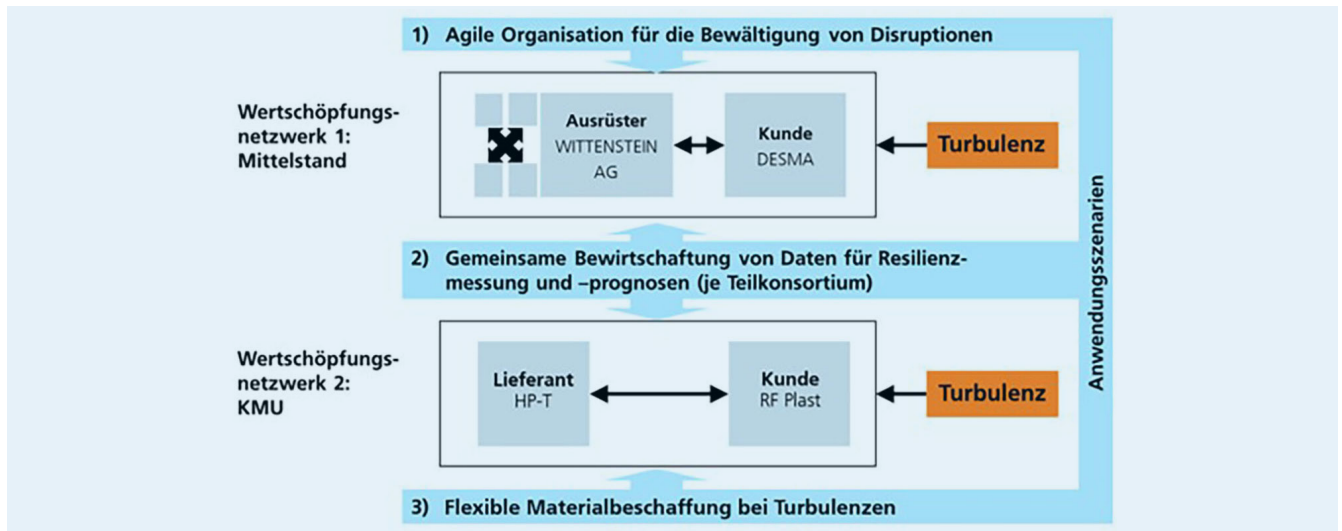 1) Agile Organisation für die Bewältigung von Disruptionen
Wertschöpfungs-
netzwerk 1:
Mittelstand
Ausrüster
WITTENSTEIN
AG
Kunde
DESMA
Turbulenz
2) Gemeinsame Bewirtschaftung von Daten für Resilienz-
messung und –prognosen (je Teilkonsortium)
Wertschöpfungs-
netzwerk 2:
KMU
Lieferant
HP-T
Kunde
RF Plast
Turbulenz
3) Flexible Materialbeschaffung bei Turbulenzen
Anwendungsszenarien